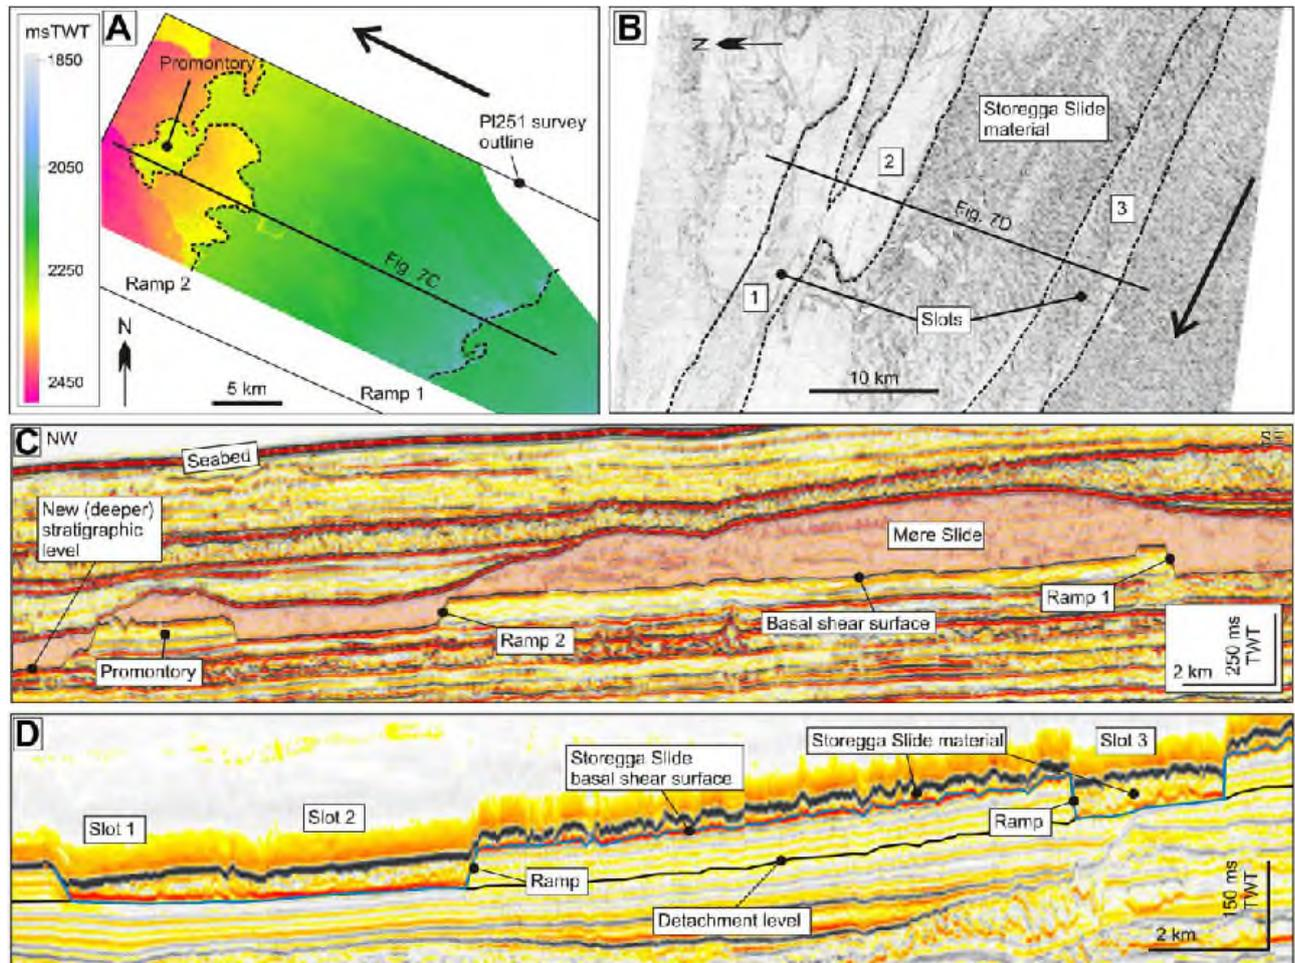 msTWT
A
1850
2050
2250
2450
Promontory
PI251 survey
outline
Fig. 7C
Ramp 2
N
5 km
Ramp 1
B
N
Storegga Slide
material
2
3
Fig. 7D
1
Slots
10 km
C
NW
SE
Seabed
New (deeper)
stratigraphic
level
Møre Slide
Ramp 1
Ramp 2
Basal shear surface
Promontory
250 ms
TWT
2 km
D
Storegga Slide material
Slot 3
Storegga Slide
basal shear surface
Slot 1
Slot 2
Ramp
Ramp
Detachment level
150 ms
TWT
2 km